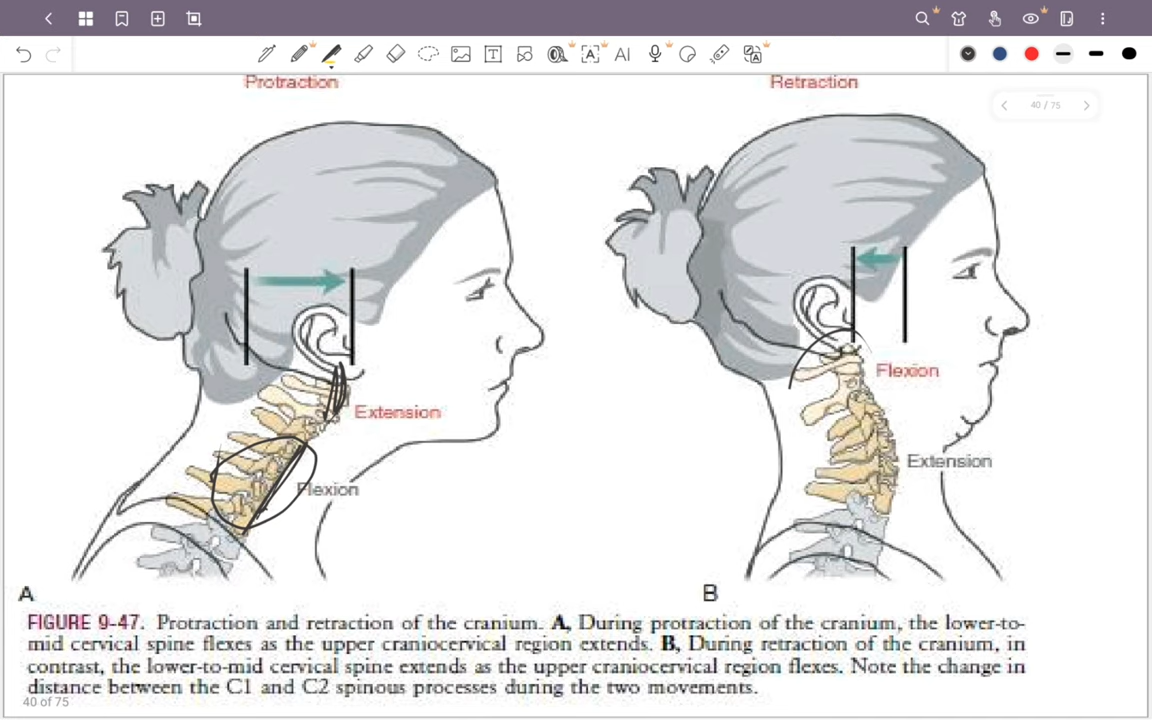 AI
Protraction
Retraction
40 / 75
Extension
Flexion
Flexion
Extension
A
B
FIGURE 9-47. Protraction and retraction of the cranium. A, During protraction of the cranium, the lower-to-
mid cervical spine flexes as the upper craniocervical region extends. B, During retraction of the cranium, in
contrast, the lower-to-mid cervical spine extends as the upper craniocervical region flexes. Note the change in
distance between the C1 and C2 spinous processes during the two movements.
40 of 75